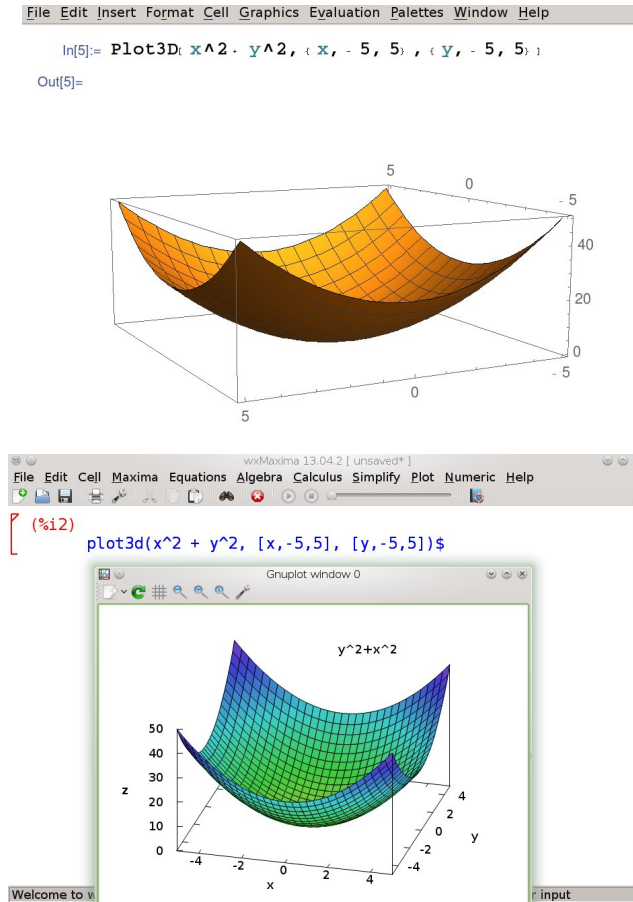 File Edit Insert Format Cell Graphics Evaluation Palettes Window Help
In[5]:= Plot3D[ x^2 + y^2, { x, - 5, 5} , { y, - 5, 5} ]
Out[5]=
5
0
- 5
40
20
0
- 5
0
5
wxMaxima 13.04.2 [ unsaved* ]
File Edit Cell Maxima Equations Algebra Calculus Simplify Plot Numeric Help
(%i2)
plot3d(x^2 + y^2, [x,-5,5], [y,-5,5])$
Gnuplot window 0
y^2+x^2
50
40
30
z 20
10
0
4
2
0
-2
-4
y
-4 -2 0 2 4
x
Welcome to
r input